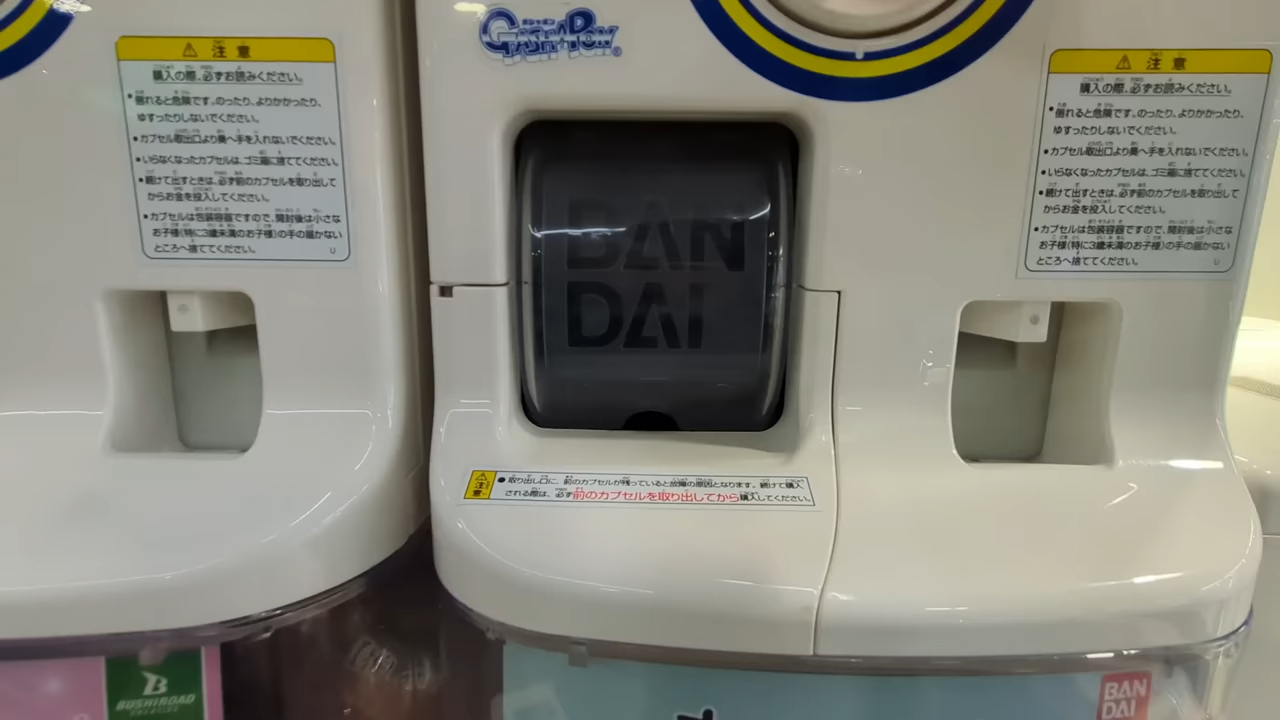 注意
購入の際、必ずお読みください。
•倒れると危険です。のったり、よりかかったり、
ゆすったりしないでください。
•カプセル取出口より奥へ手を入れないでください。
•いらなくなったカプセルは、ゴミ箱に捨ててください。
•続けて出すときは、必ず前のカプセルを取り出して
からお金を投入してください。
•カプセルは包装容器ですので、開封後は小さな
お子様(特に3歳未満のお子様)の手の届かない
ところへ捨ててください。
U
GASHAPON®
BAN
DAI
注意
●取り出し口に、前のカプセルが残っていると故障の原因となります。続けて購入
される際は、必ず前のカプセルを取り出してから購入してください。
注意
購入の際、必ずお読みください。
•倒れると危険です。のったり、よりかかったり、
ゆすったりしないでください。
•カプセル取出口より奥へ手を入れないでください。
•いらなくなったカプセルは、ゴミ箱に捨ててください。
•続けて出すときは、必ず前のカプセルを取り出して
からお金を投入してください。
•カプセルは包装容器ですので、開封後は小さな
お子様(特に3歳未満のお子様)の手の届かない
ところへ捨ててください。
U
BUSHIROAD
CREATIVE
BAN
DAI